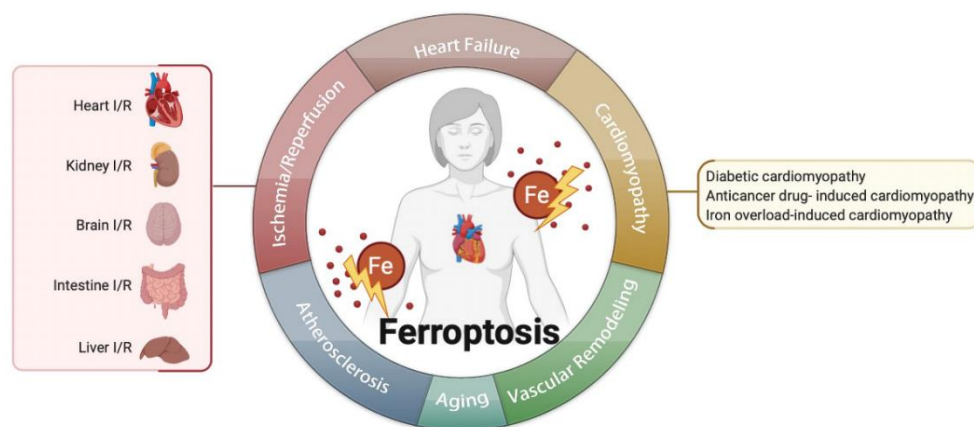 Heart I/R
Kidney I/R
Brain I/R
Intestine I/R
Liver I/R
Ischemia/Reperfusion
Heart Failure
Cardiomyopathy
Vascular Remodeling
Aging
Atherosclerosis
Fe
Fe
Ferroptosis
Diabetic cardiomyopathy
Anticancer drug- induced cardiomyopathy
Iron overload-induced cardiomyopathy